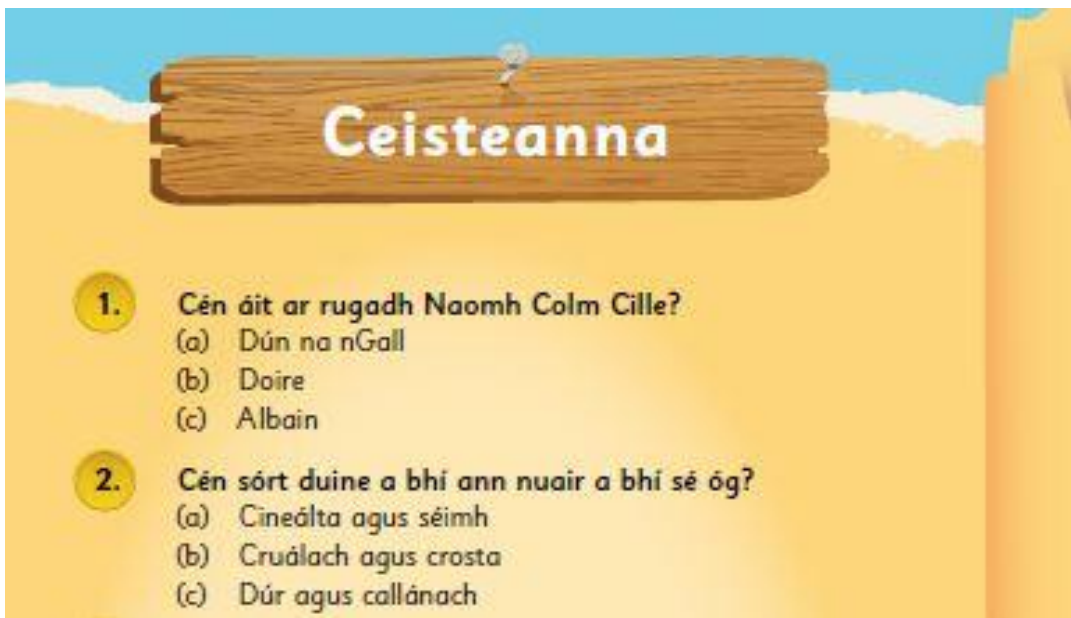 Ceisteanna
1. Cén áit ar rugadh Naomh Colm Cille?
(a) Dún na nGall
(b) Doire
(c) Albain
2. Cén sórt duine a bhí ann nuair a bhí sé óg?
(a) Cineálta agus séimh
(b) Cruálach agus crosta
(c) Dúr agus callánach